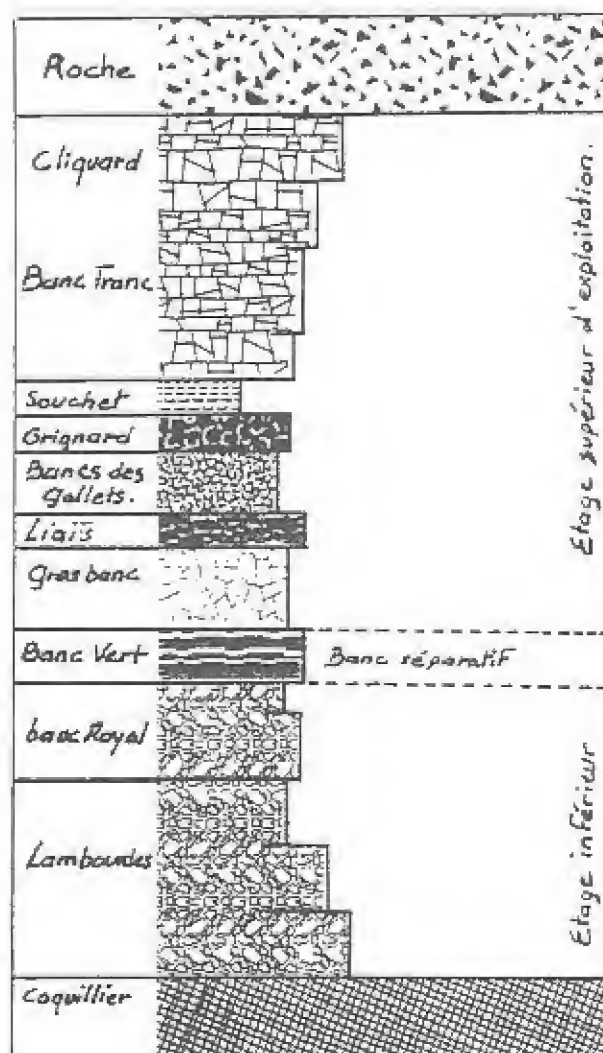 Roche
Cliquard
Banc Franc
Souchet
Grignard
Bancs des
Gallets.
Liais
Gros banc
Banc Vert
Banc séparatif
banc Royal
Lambourdes
Coquillier
Etage supérieur d'exploitation.
Etage inférieur